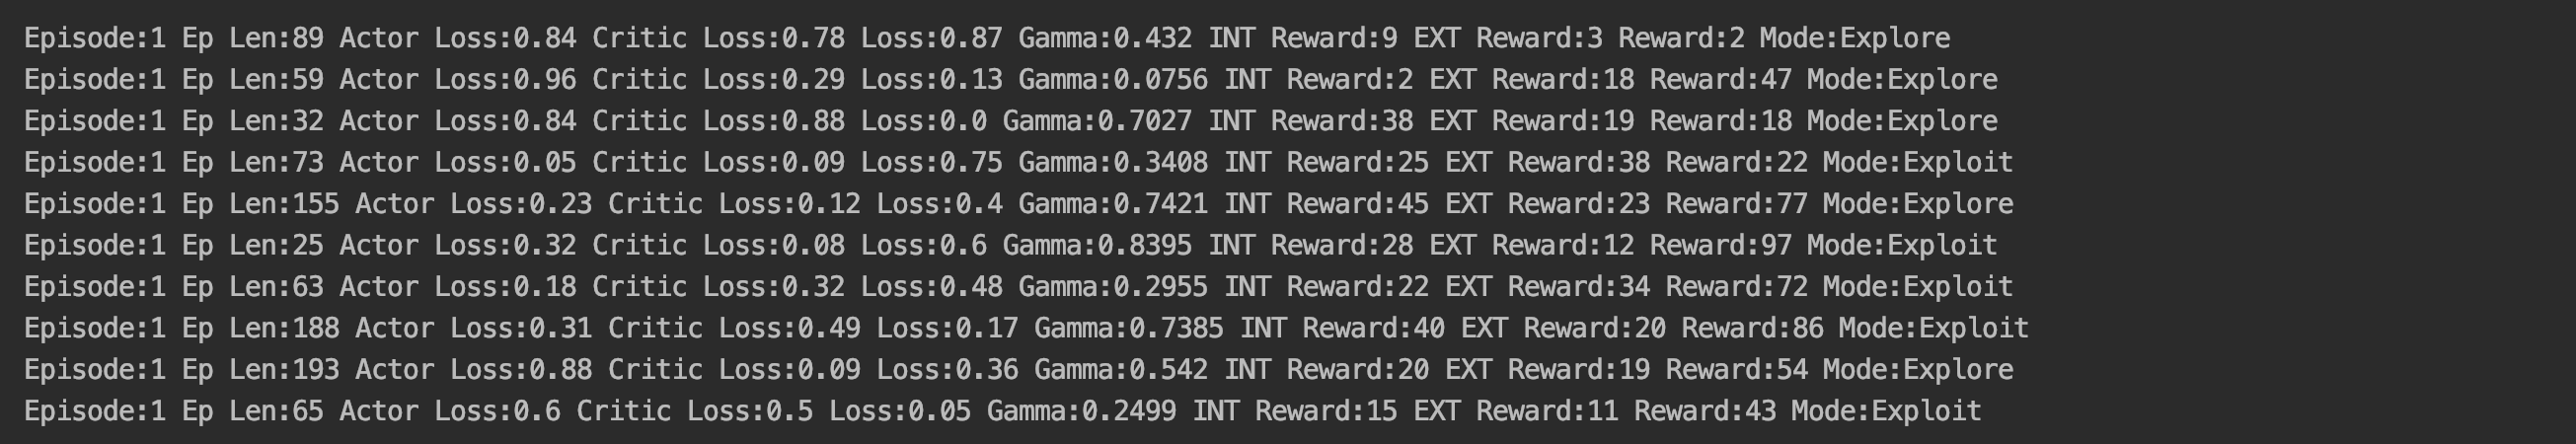 Episode:1 Ep Len:89 Actor Loss:0.84 Critic Loss:0.78 Loss:0.87 Gamma:0.432 INT Reward:9 EXT Reward:3 Reward:2 Mode:Explore
Episode:1 Ep Len:59 Actor Loss:0.96 Critic Loss:0.29 Loss:0.13 Gamma:0.0756 INT Reward:2 EXT Reward:18 Reward:47 Mode:Explore
Episode:1 Ep Len:32 Actor Loss:0.84 Critic Loss:0.88 Loss:0.0 Gamma:0.7027 INT Reward:38 EXT Reward:19 Reward:18 Mode:Explore
Episode:1 Ep Len:73 Actor Loss:0.05 Critic Loss:0.09 Loss:0.75 Gamma:0.3408 INT Reward:25 EXT Reward:38 Reward:22 Mode:Exploit
Episode:1 Ep Len:155 Actor Loss:0.23 Critic Loss:0.12 Loss:0.4 Gamma:0.7421 INT Reward:45 EXT Reward:23 Reward:77 Mode:Explore
Episode:1 Ep Len:25 Actor Loss:0.32 Critic Loss:0.08 Loss:0.6 Gamma:0.8395 INT Reward:28 EXT Reward:12 Reward:97 Mode:Exploit
Episode:1 Ep Len:63 Actor Loss:0.18 Critic Loss:0.32 Loss:0.48 Gamma:0.2955 INT Reward:22 EXT Reward:34 Reward:72 Mode:Exploit
Episode:1 Ep Len:188 Actor Loss:0.31 Critic Loss:0.49 Loss:0.17 Gamma:0.7385 INT Reward:40 EXT Reward:20 Reward:86 Mode:Exploit
Episode:1 Ep Len:193 Actor Loss:0.88 Critic Loss:0.09 Loss:0.36 Gamma:0.542 INT Reward:20 EXT Reward:19 Reward:54 Mode:Explore
Episode:1 Ep Len:65 Actor Loss:0.6 Critic Loss:0.5 Loss:0.05 Gamma:0.2499 INT Reward:15 EXT Reward:11 Reward:43 Mode:Exploit